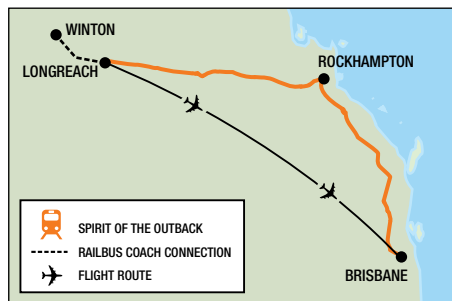 WINTON
LONGREACH
ROCKHAMPTON
BRISBANE
SPIRIT OF THE OUTBACK
RAILBUS COACH CONNECTION
FLIGHT ROUTE